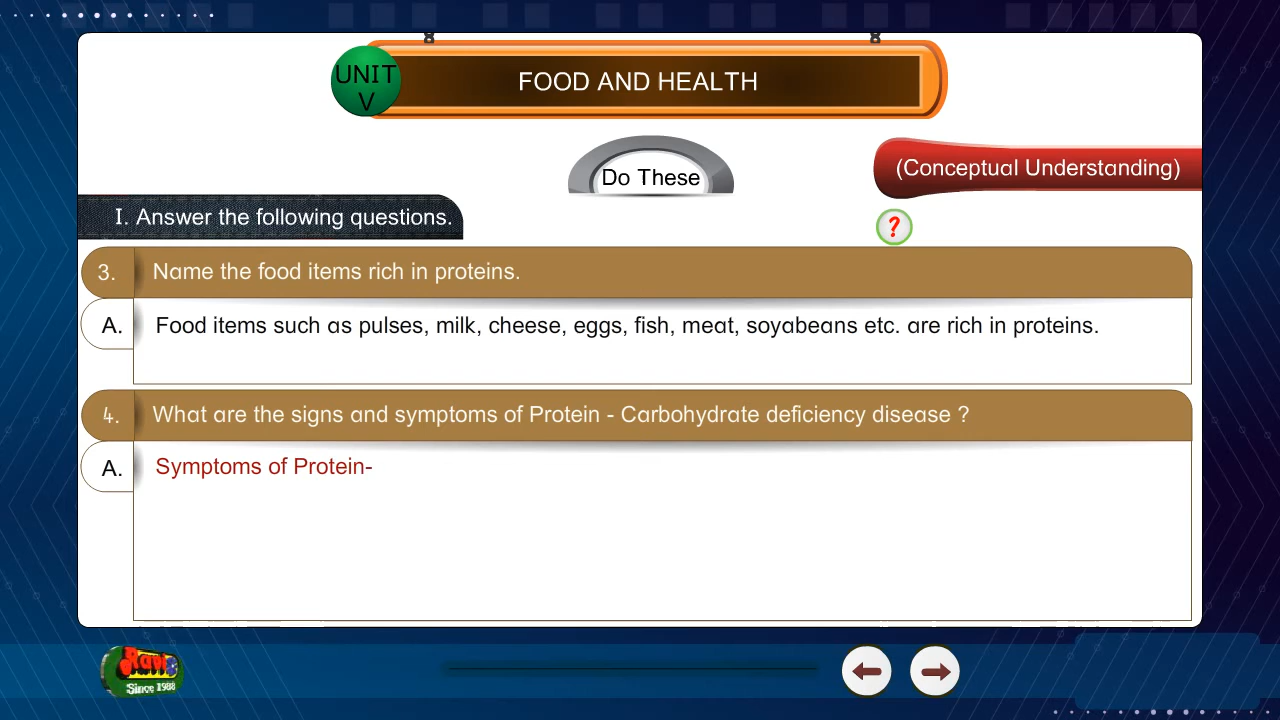 UNIT
V
FOOD AND HEALTH
Do These
(Conceptual Understanding)
I. Answer the following questions.
?
3. Name the food items rich in proteins.
A. Food items such as pulses, milk, cheese, eggs, fish, meat, soyabeans etc. are rich in proteins.
4. What are the signs and symptoms of Protein - Carbohydrate deficiency disease ?
A. Symptoms of Protein-
Since 1988